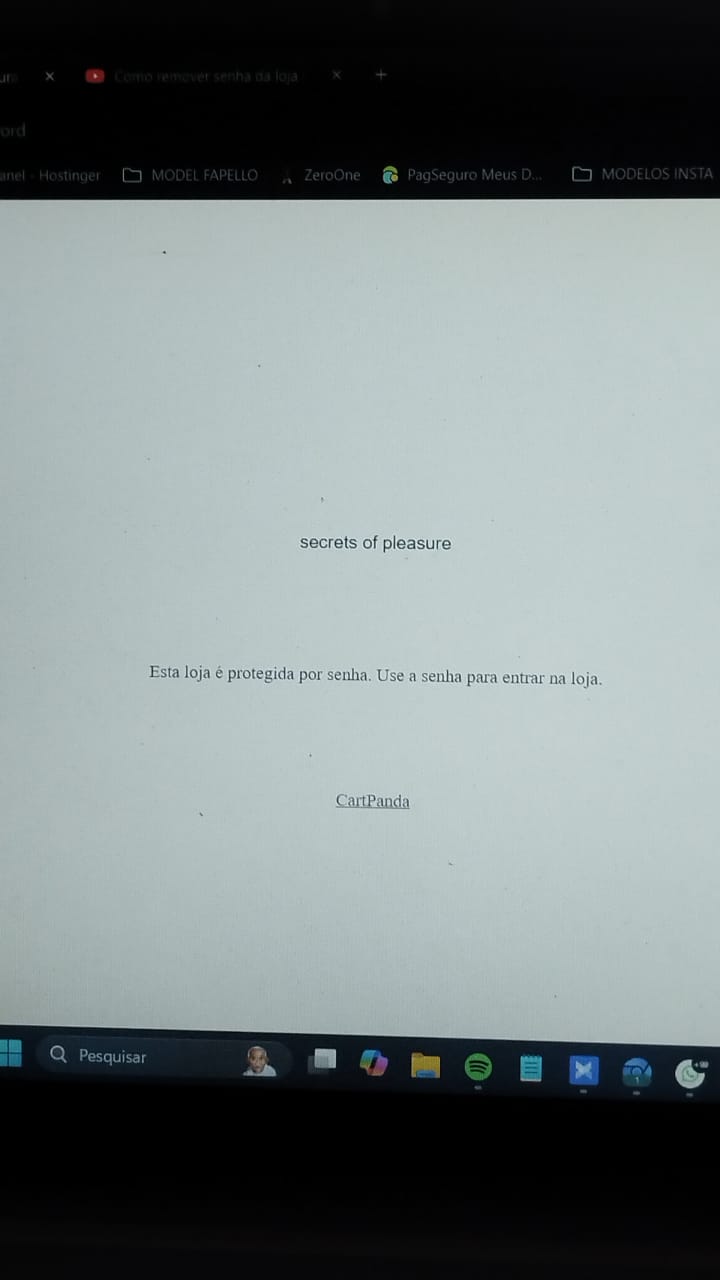 Como remover senha da loja
ord
anel - Hostinger MODEL FAPELLO ZeroOne PagSeguro Meus D... MODELOS INSTA
secrets of pleasure
Esta loja é protegida por senha. Use a senha para entrar na loja.
CartPanda
Pesquisar